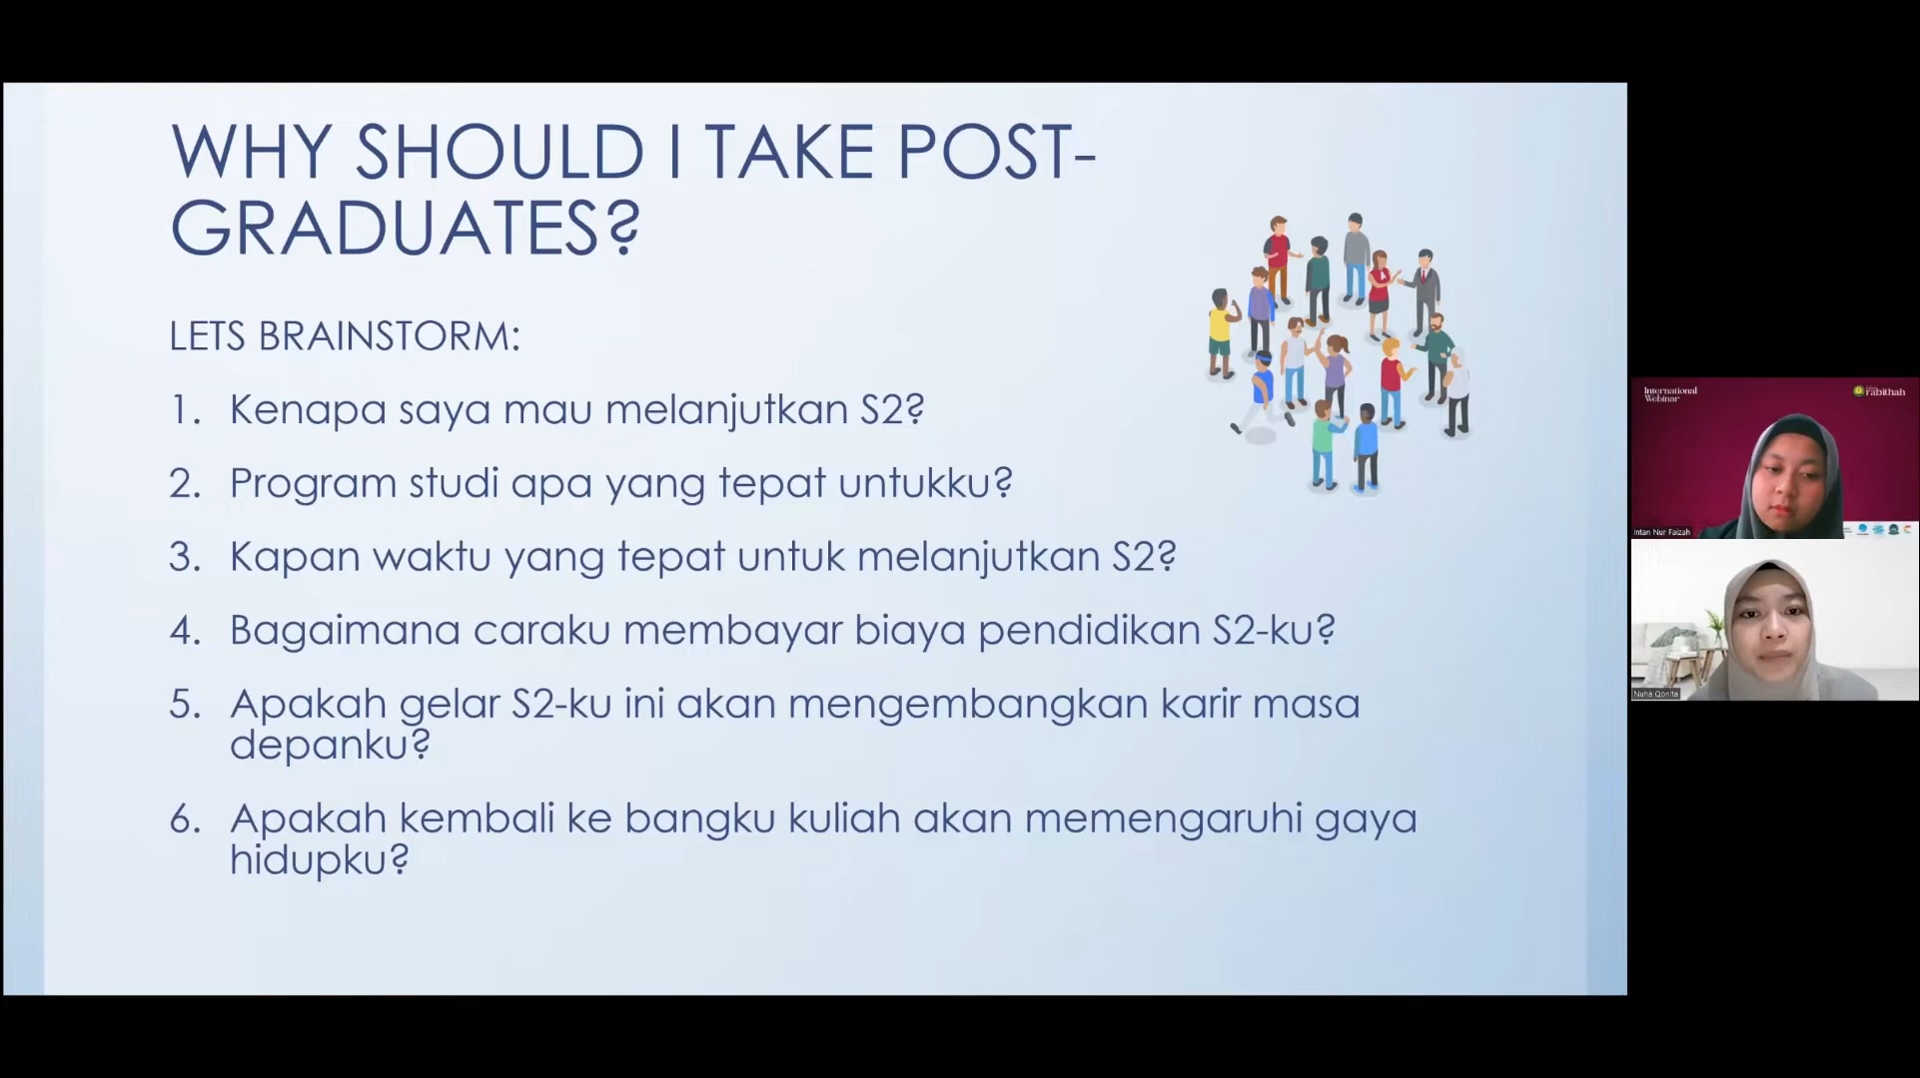 WHY SHOULD I TAKE POST-
GRADUATES?
LETS BRAINSTORM:
1. Kenapa saya mau melanjutkan S2?
2. Program studi apa yang tepat untukku?
3. Kapan waktu yang tepat untuk melanjutkan S2?
4. Bagaimana caraku membayar biaya pendidikan S2-ku?
5. Apakah gelar S2-ku ini akan mengembangkan karir masa
depanku?
6. Apakah kembali ke bangku kuliah akan memengaruhi gaya
hidupku?
International
Webinar
rabithah
Intan Nur Faizah
Nuha Qonita